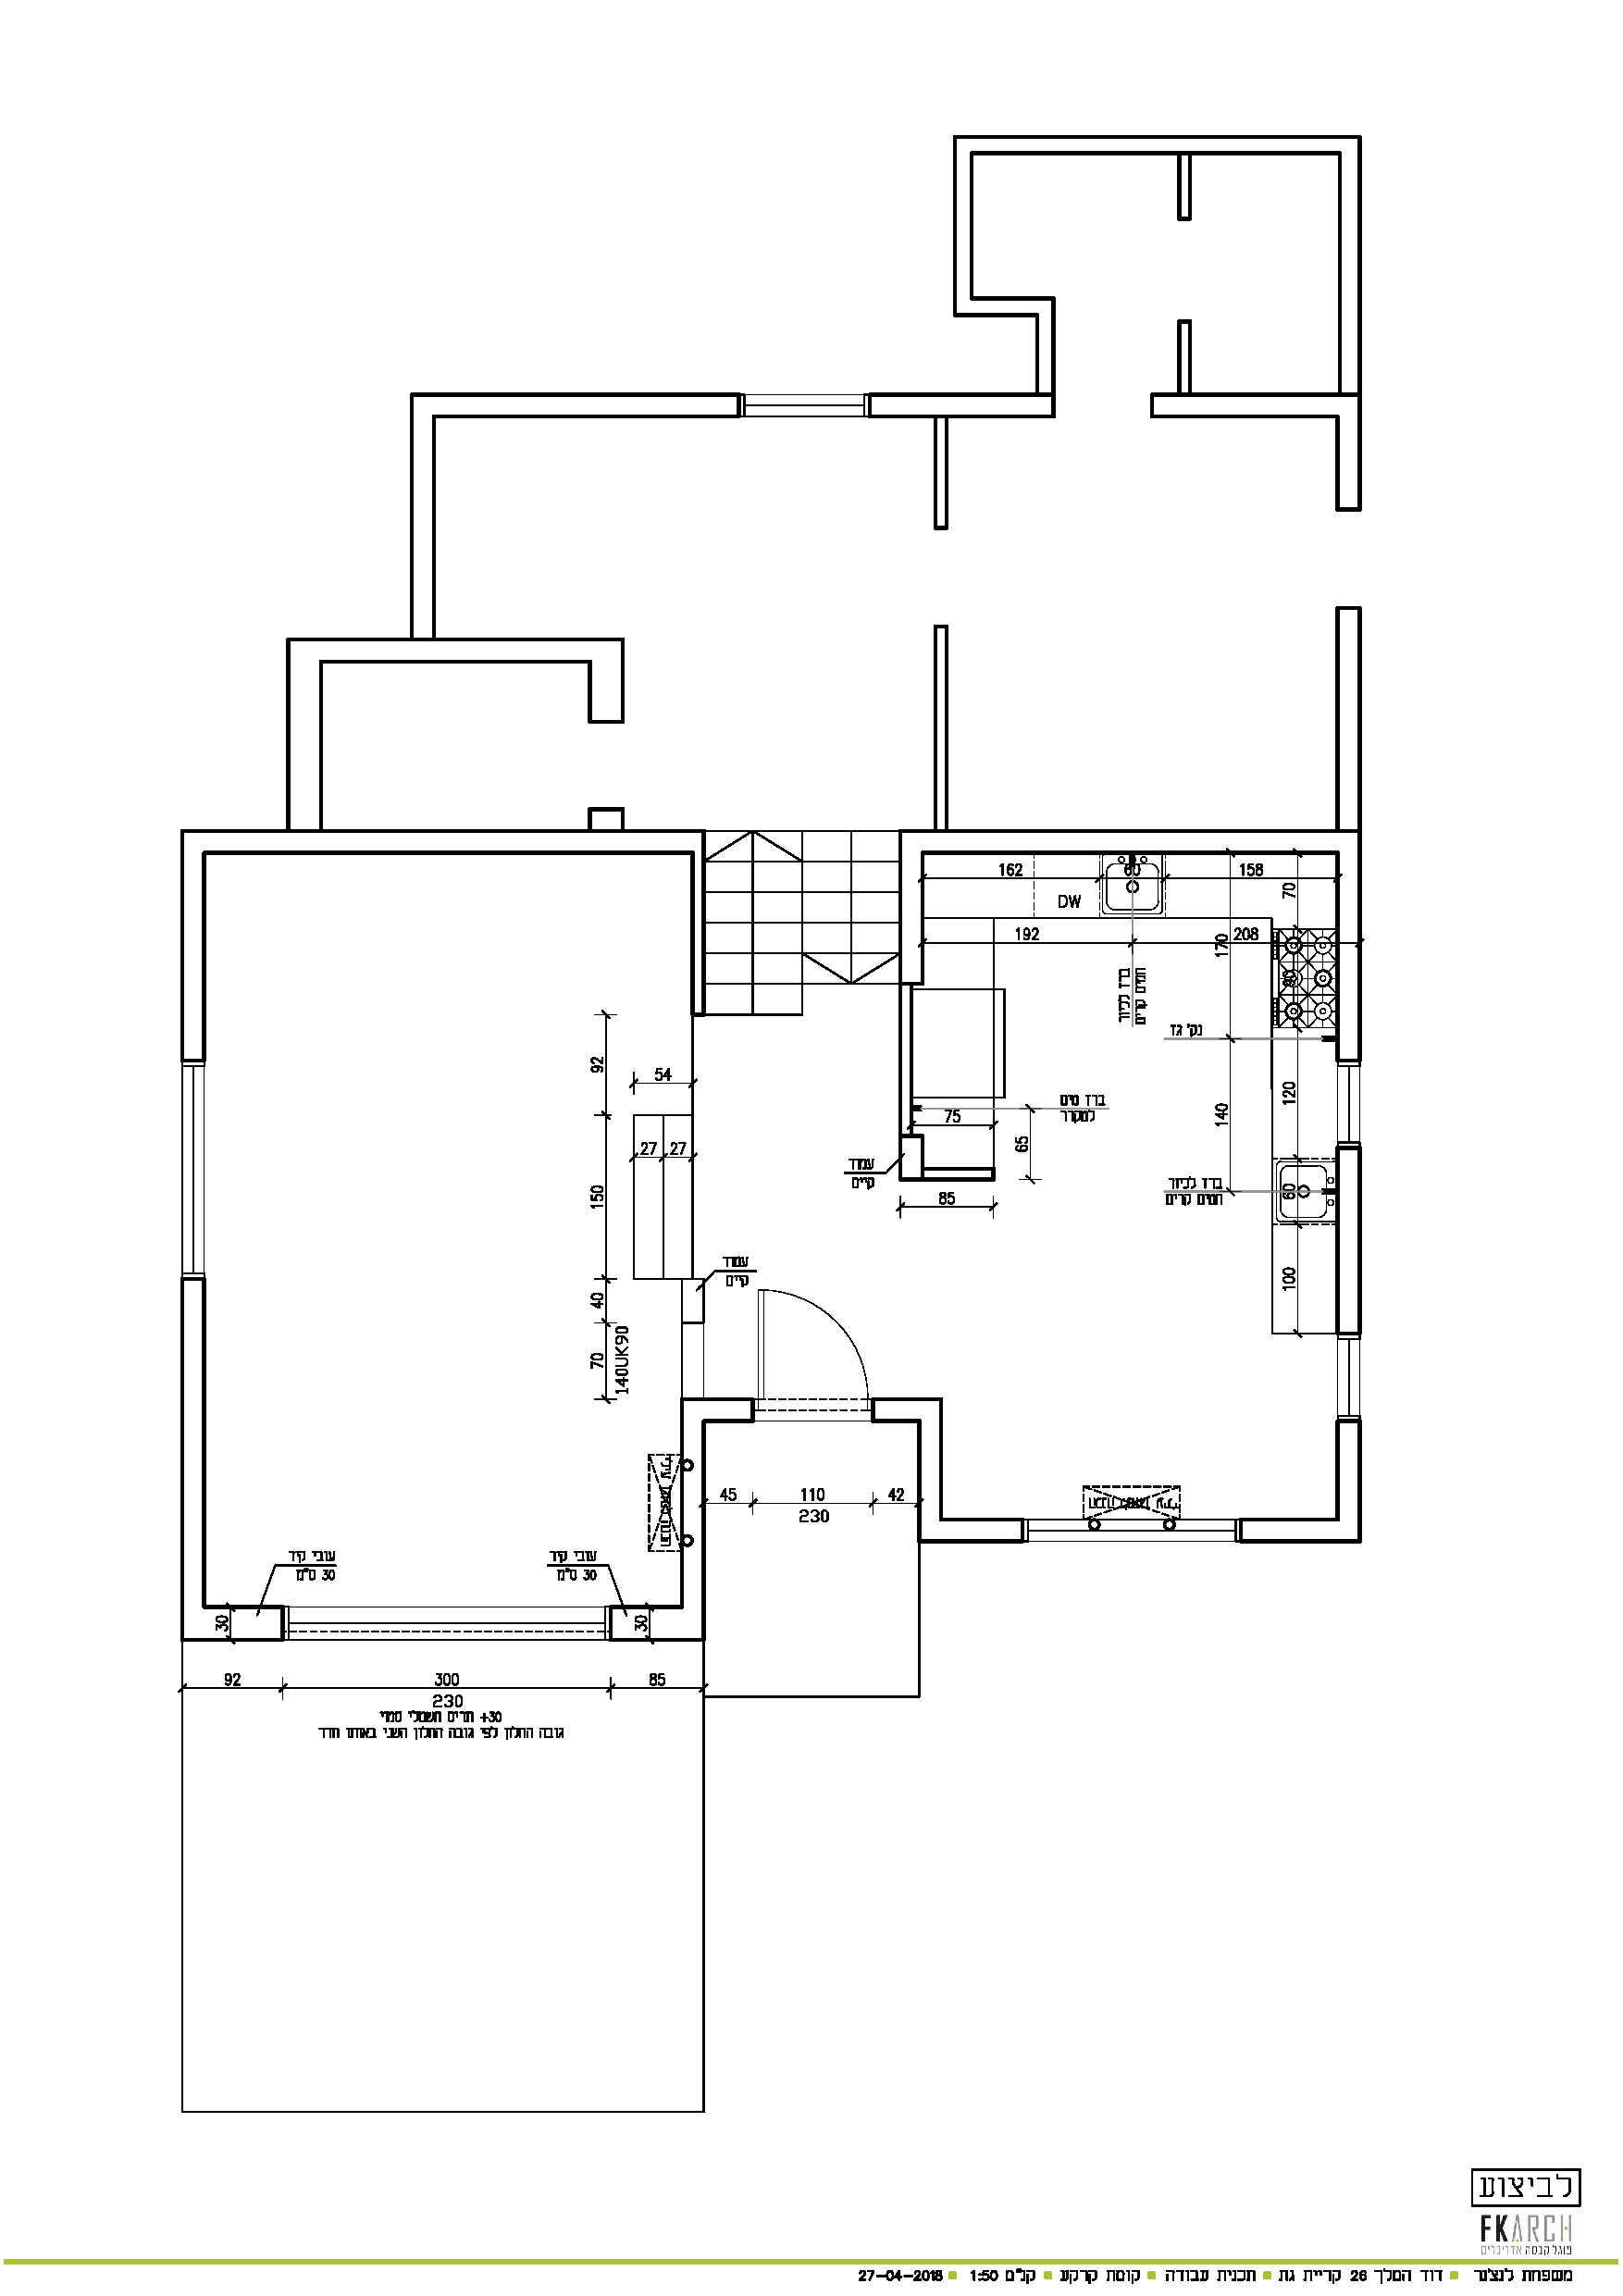 162
60
158
70
DW
192
208
170
90
ברז לכיור
חמים קרים
נק' גז
92
54
120
ברז מים
למקרר
75
140
65
27
27
עמוד
קיים
ברז לכיור
חמים קרים
60
150
85
עמוד
קיים
100
40
70
140UK90
45
110
42
230
עובי קיר
30 ס"מ
עובי קיר
30 ס"מ
30
30
92
300
85
230
+30 תריס חשמלי סמוי
גובה החלון לפי גובה החלון השני באותו חדר
לביצוע
FKARCH
פוגל קבסה אדריכלים
משפחת לנצ'נר ▪ דוד המלך 26 קריית גת ▪ תכנית עבודה ▪ קומת קרקע ▪ קנ"מ 1:50 ▪ 27-04-2018